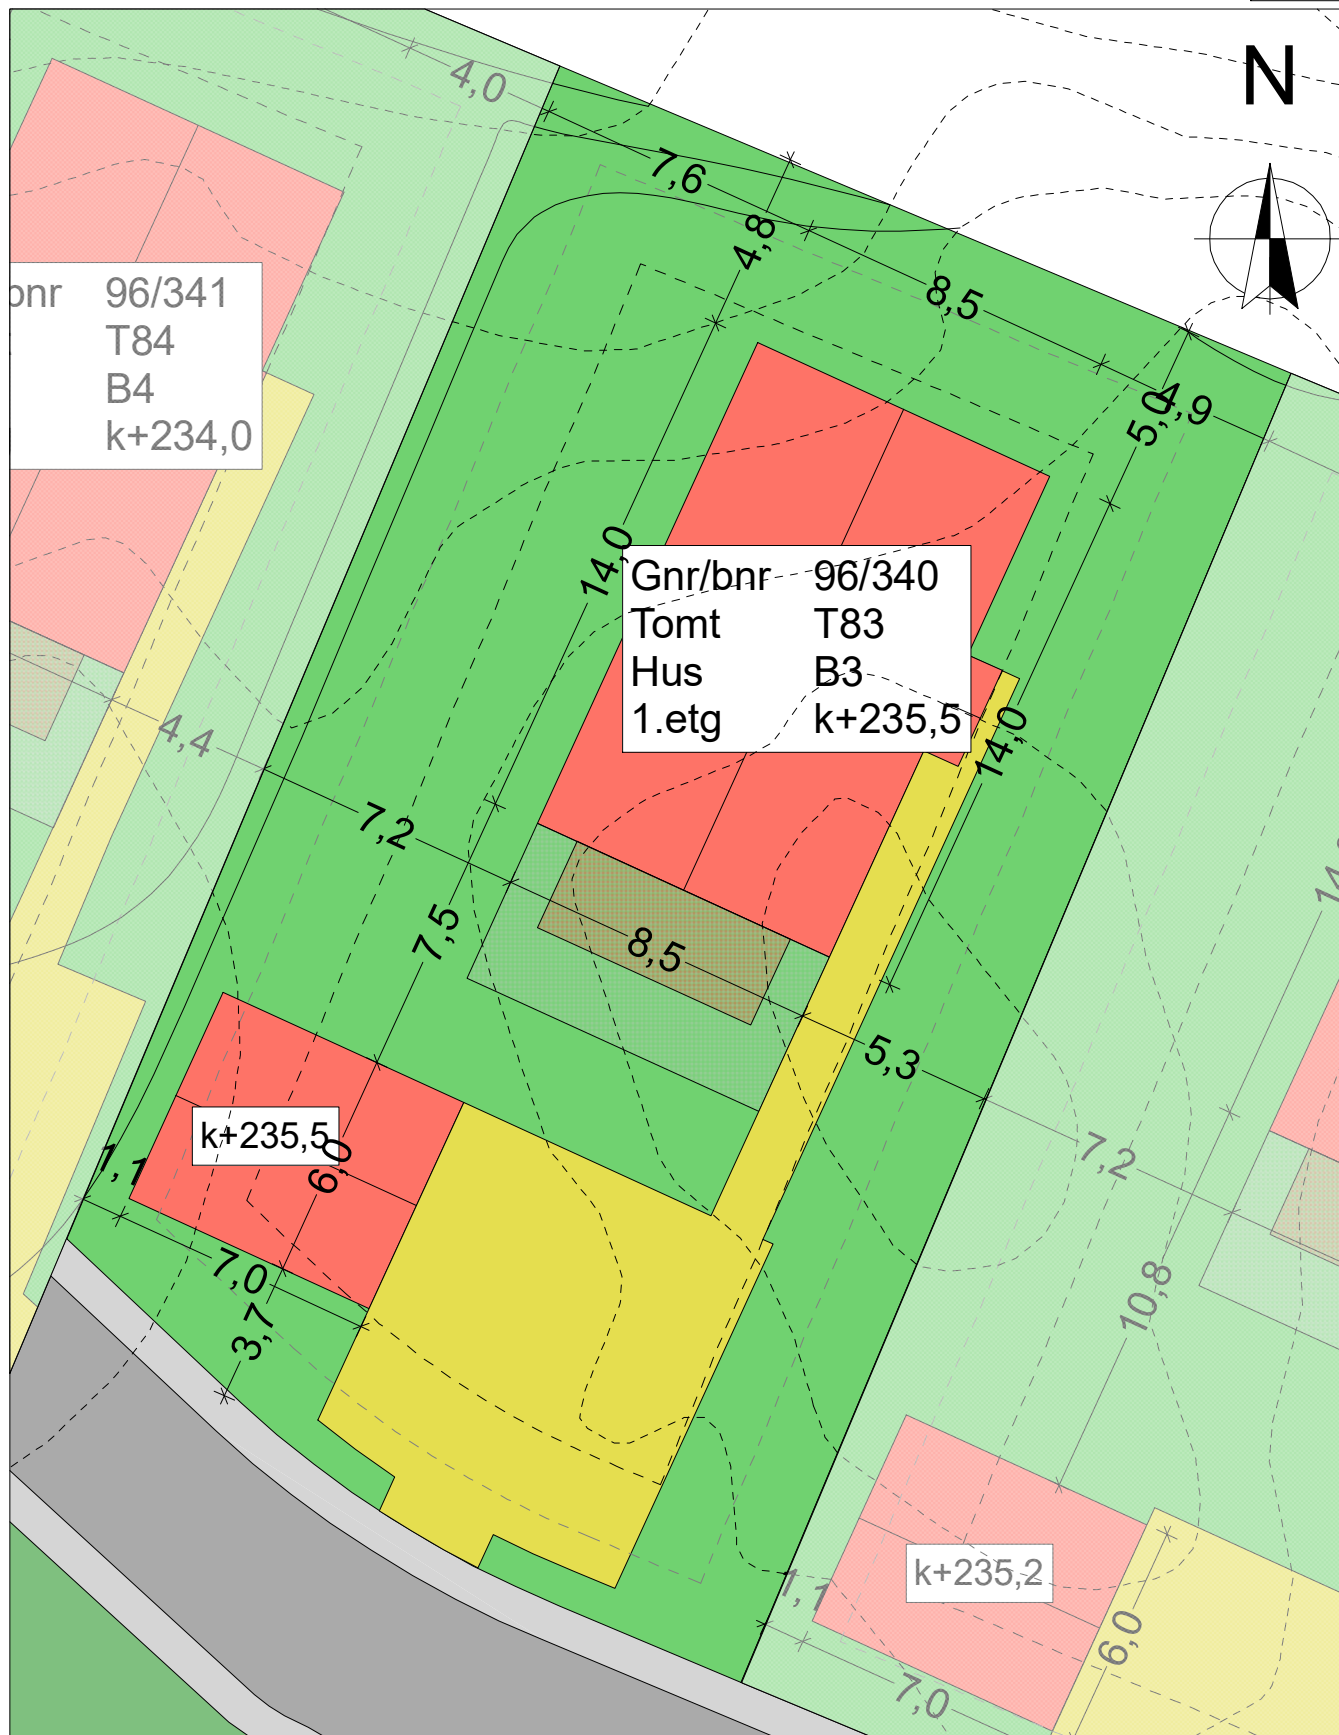 N
4,0
7,6
4,8
8,5
4,9
5,0
bnr 96/341
T84
B4
k+234,0
14,0
Gnr/bnr 96/340
Tomt T83
Hus B3
1.etg k+235,5
14,0
4,4
7,2
7,5
8,5
5,3
7,2
k+235,5
6,0
1,1
7,0
3,7
10,8
k+235,2
1,1
6,0
7,0